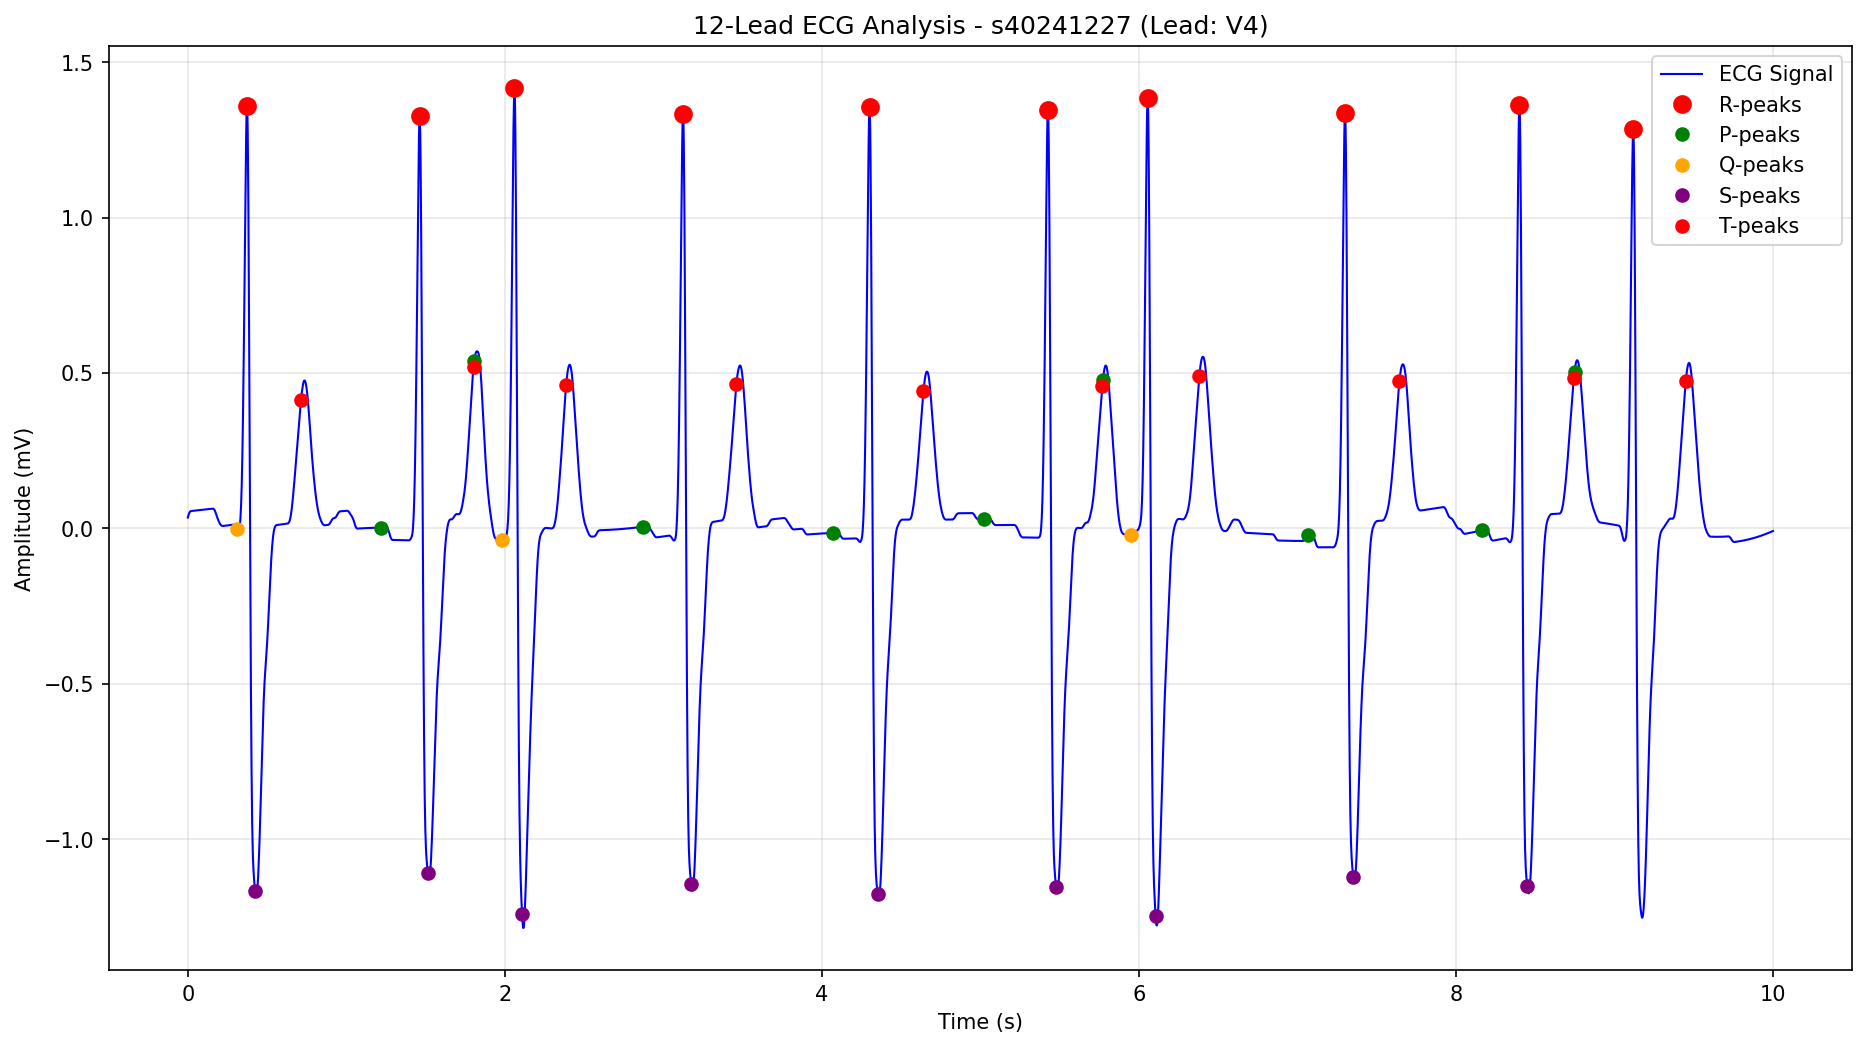 12-Lead ECG Analysis - s40241227 (Lead: V4)
1.5
1.0
0.5
0.0
−0.5
−1.0
Amplitude (mV)
ECG Signal
R-peaks
P-peaks
Q-peaks
S-peaks
T-peaks
0 2 4 6 8 10
Time (s)